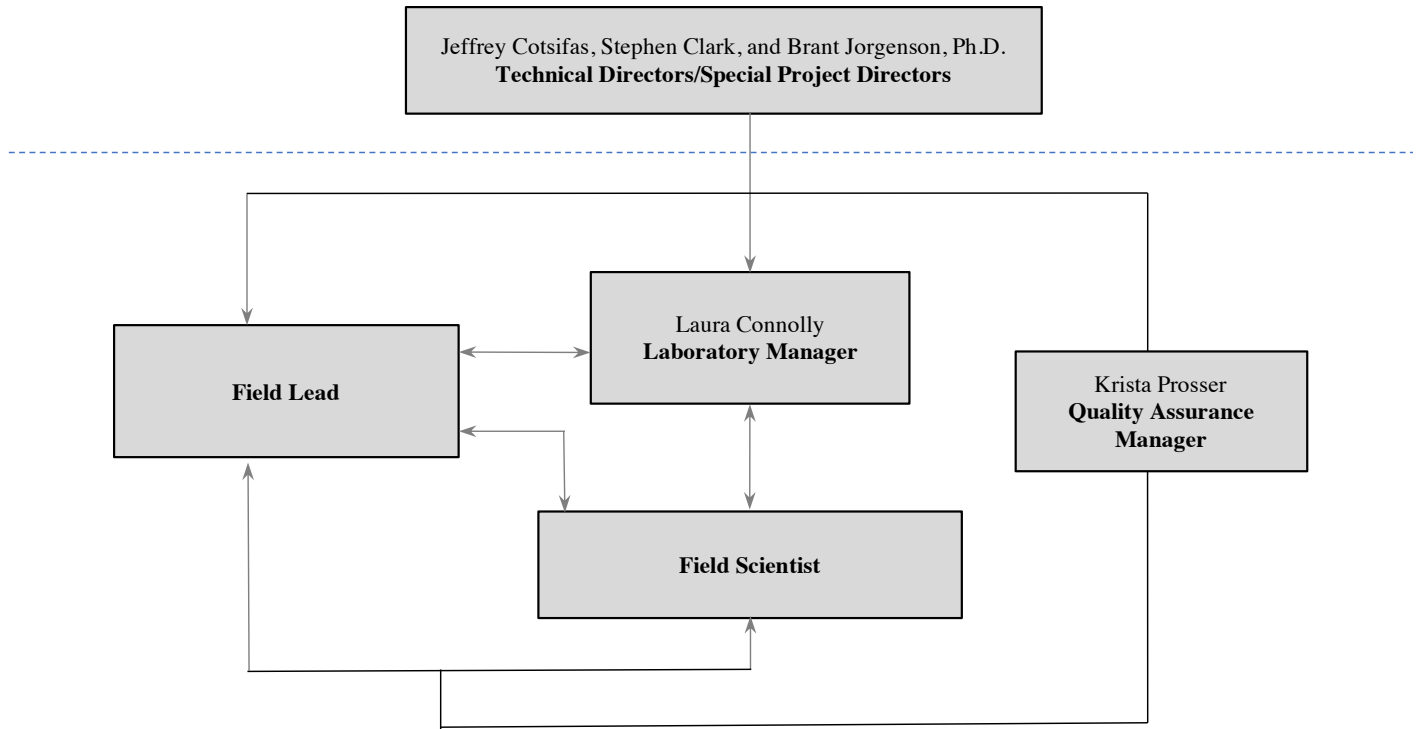 Jeffrey Cotsifas, Stephen Clark, and Brant Jorgenson, Ph.D.
Technical Directors/Special Project Directors
Laura Connolly
Laboratory Manager
Field Lead
Krista Prosser
Quality Assurance
Manager
Field Scientist